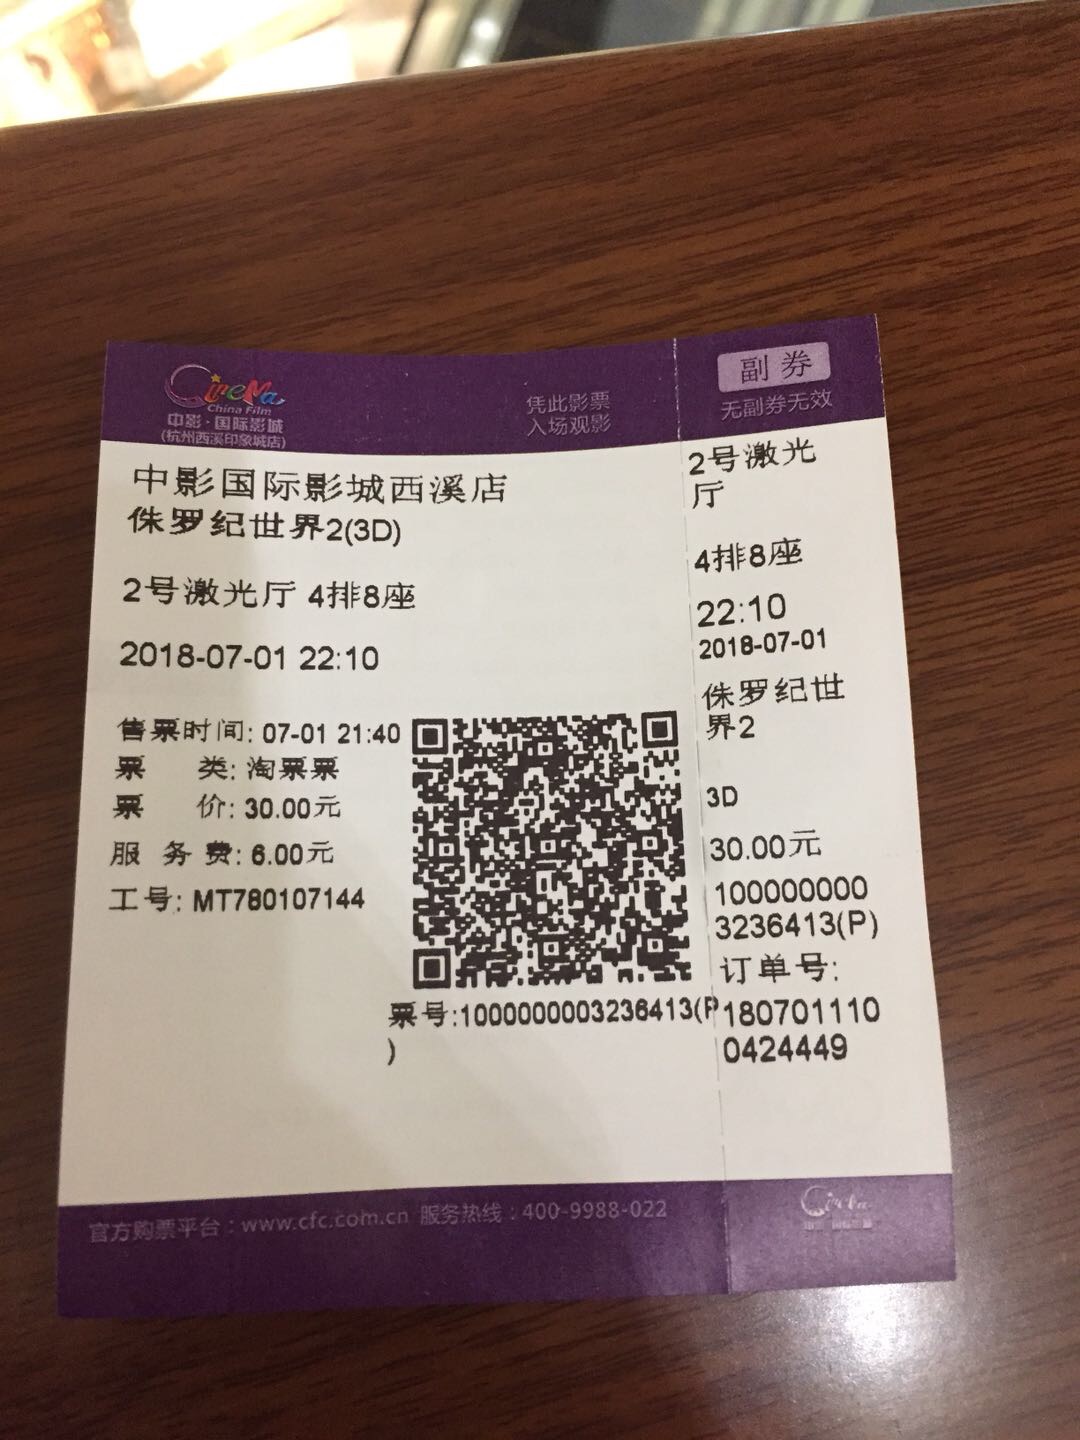 CineMa
China Film
中影·国际影城
(杭州西溪印象城店)
凭此影票
入场观影
中影国际影城西溪店
侏罗纪世界2(3D)
2号激光厅 4排8座
2018-07-01 22:10
售票时间: 07-01 21:40
票 类: 淘票票
票 价: 30.00元
服 务 费: 6.00元
工号: MT780107144
票号:1000000003236413(P
)
官方购票平台：www.cfc.com.cn 服务热线：400-9988-022
副券
无副券无效
2号激光
厅
4排8座
22:10
2018-07-01
侏罗纪世
界2
3D
30.00元
100000000
3236413(P)
订单号:
180701110
0424449
CineMa